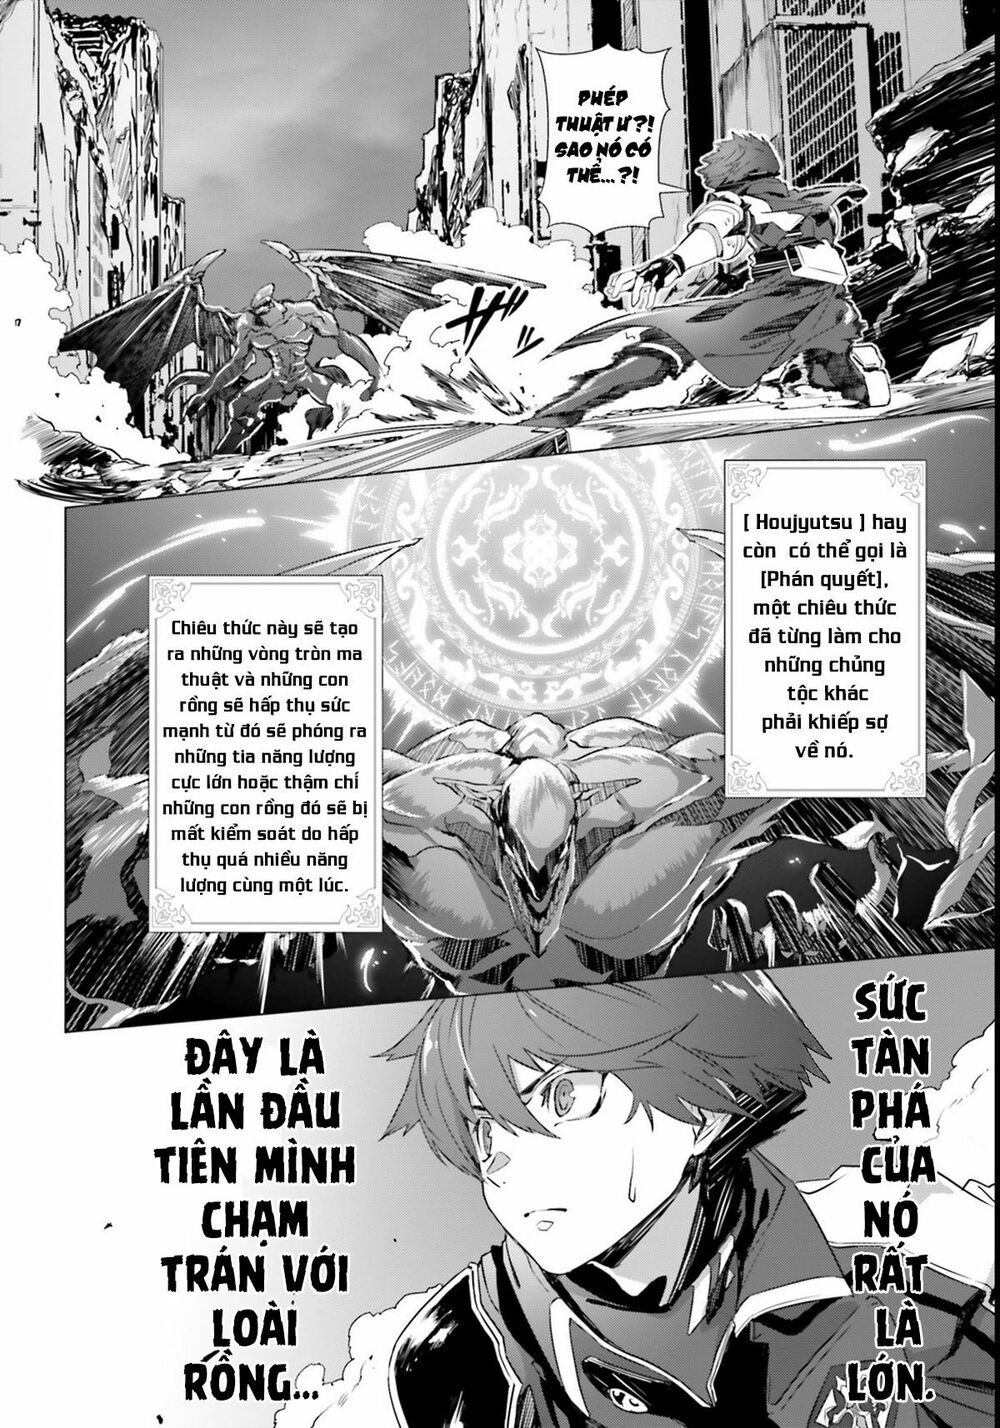 PHÉP
THUẬT Ư?!
SAO NÓ CÓ
THỂ...?!
[ Houjyutsu ] hay
còn có thể gọi là
[Phán quyết],
một chiêu thức
đã từng làm cho
những chủng
tộc khác
phải khiếp sợ
về nó.
Chiêu thức này sẽ tạo
ra những vòng tròn ma
thuật và những con
rồng sẽ hấp thụ sức
mạnh từ đó sẽ phóng ra
những tia năng lượng
cực lớn hoặc thậm chí
những con rồng đó sẽ bị
mất kiểm soát do hấp
thụ quá nhiều năng
lượng cùng một lúc.
SỨC
TÀN
PHÁ
CỦA
NÓ
RẤT
LÀ
LỚN.
ĐÂY LÀ
LẦN ĐẦU
TIÊN MÌNH
CHẠM
TRÁN VỚI
LOÀI
RỒNG...